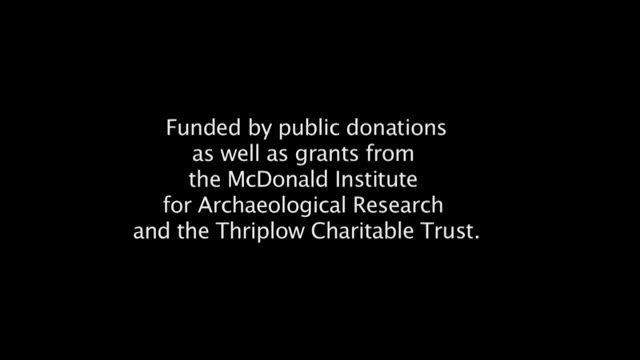 Funded by public donations
as well as grants from
the McDonald Institute
for Archaeological Research
and the Thriplow Charitable Trust.